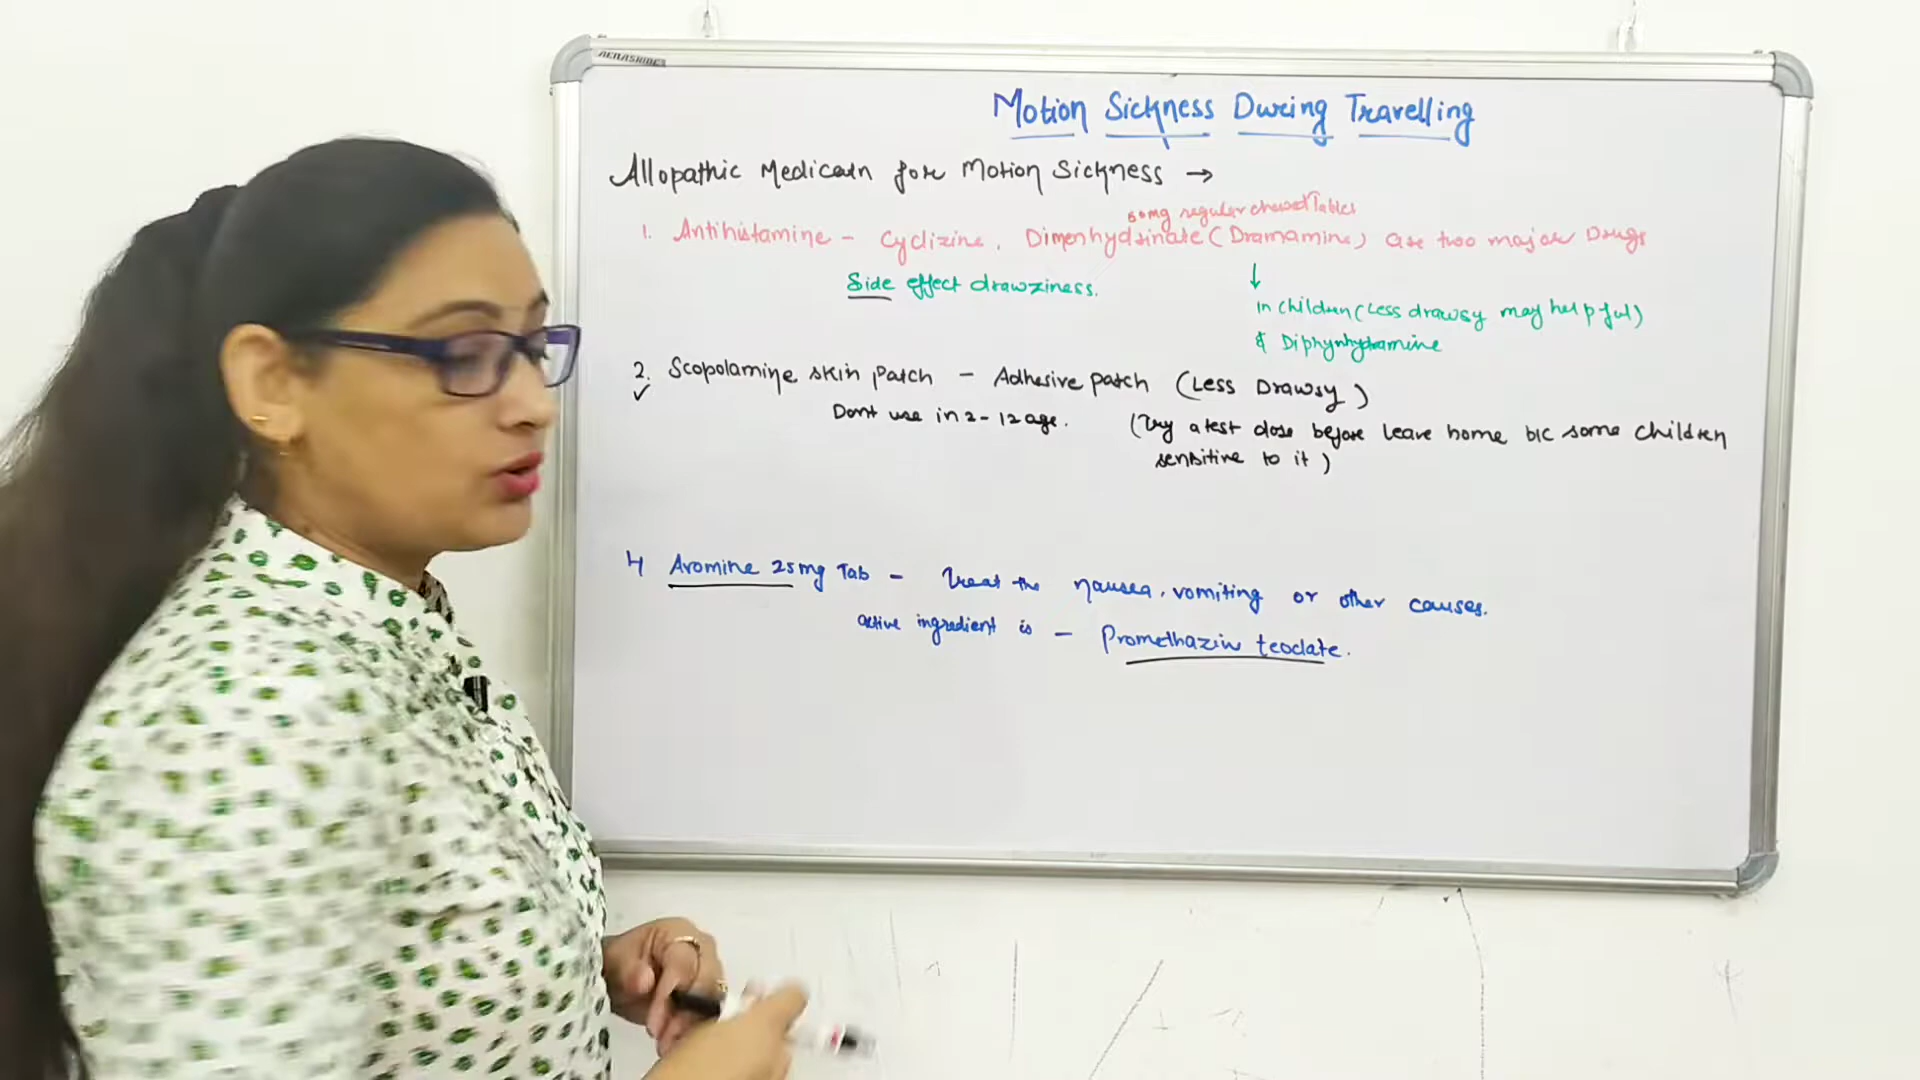 Motion Sickness During Travelling
Allopathic Medicain for Motion Sickness →
50mg regular chewed Tablets
1. Antihistamine - Cyclizine, Dimenhydrinate (Dramamine) are two major Drugs
Side effect drawziness.
↓
in children (Less drawsy may helpful)
& Diphynhydramine
2. Scopolamine skin Patch - Adhesive patch (Less Drawsy)
Dont use in 2-12 age. (Try a test dose before leave home b/c some children
sensitive to it)
4 Avomine 25mg Tab - treat the nausea, vomiting or other causes.
active ingredient is - Promethazin teoclate.